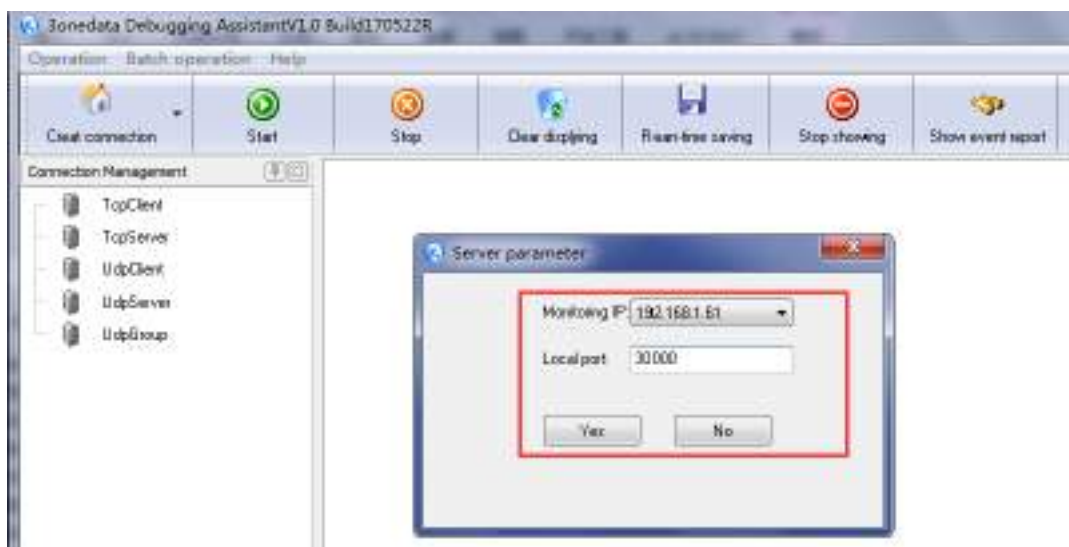 3onedata Debugging AssistantV1.0 Build170522R
Operation Batch operation Help
Creat connection Start Stop Clear displying Rean-time saving Stop showing Show event report
Connection Management
TcpClient
TcpServer
UdpClient
UdpServer
UdpGroup
Server parameter
Monitoring IP 192.168.1.61
Local port 30000
Yes No